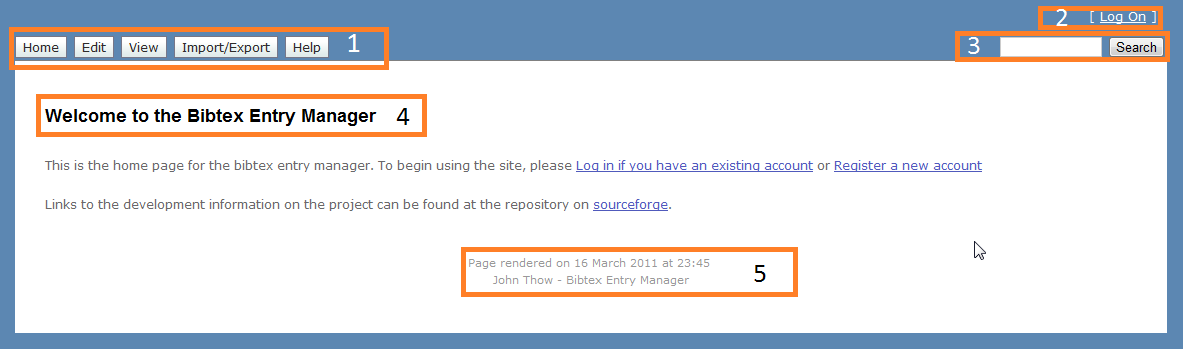 2 [ Log On ]
Home Edit View Import/Export Help 1 3 Search
Welcome to the Bibtex Entry Manager 4
This is the home page for the bibtex entry manager. To begin using the site, please Log in if you have an existing account or Register a new account
Links to the development information on the project can be found at the repository on sourceforge.
Page rendered on 16 March 2011 at 23:45
John Thow - Bibtex Entry Manager 5